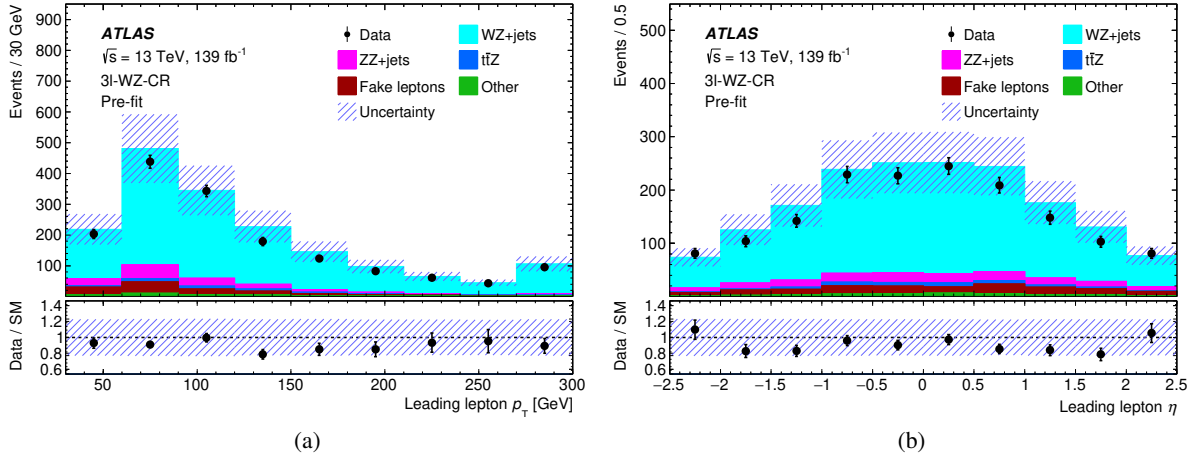 Events / 30 GeV
900
800
700
600
500
400
300
200
100
ATLAS
√s = 13 TeV, 139 fb⁻¹
3l-WZ-CR
Pre-fit
Data
WZ+jets
ZZ+jets
tt̄Z
Fake leptons
Other
Uncertainty
Data / SM
1.4
1.2
1
0.8
0.6
50 100 150 200 250 300
Leading lepton p_T [GeV]
(a)
Events / 0.5
500
400
300
200
100
ATLAS
√s = 13 TeV, 139 fb⁻¹
3l-WZ-CR
Pre-fit
Data
WZ+jets
ZZ+jets
tt̄Z
Fake leptons
Other
Uncertainty
Data / SM
1.4
1.2
1
0.8
0.6
−2.5 −2 −1.5 −1 −0.5 0 0.5 1 1.5 2 2.5
Leading lepton η
(b)